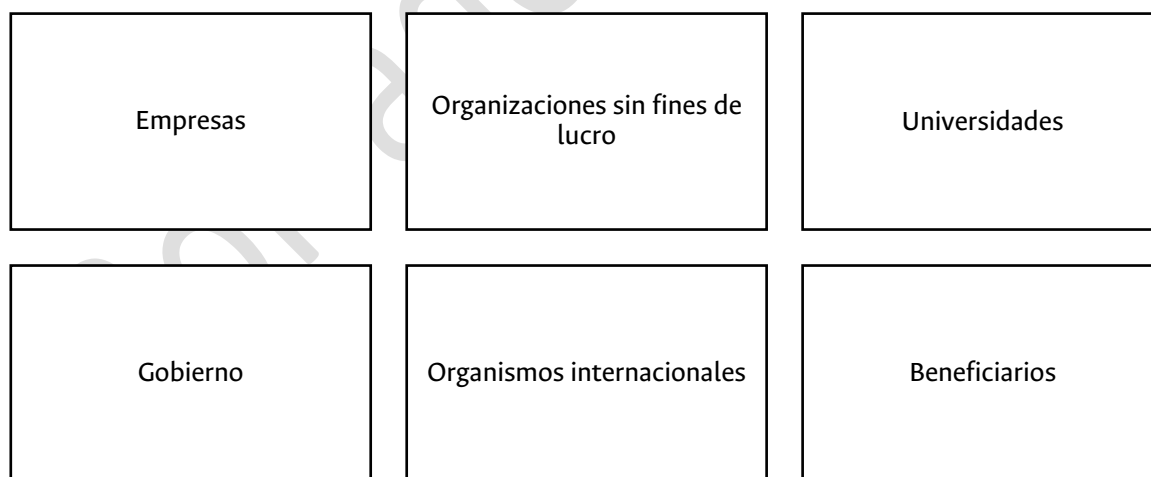 Empresas
Organizaciones sin fines de
lucro
Universidades
Gobierno
Organismos internacionales
Beneficiarios